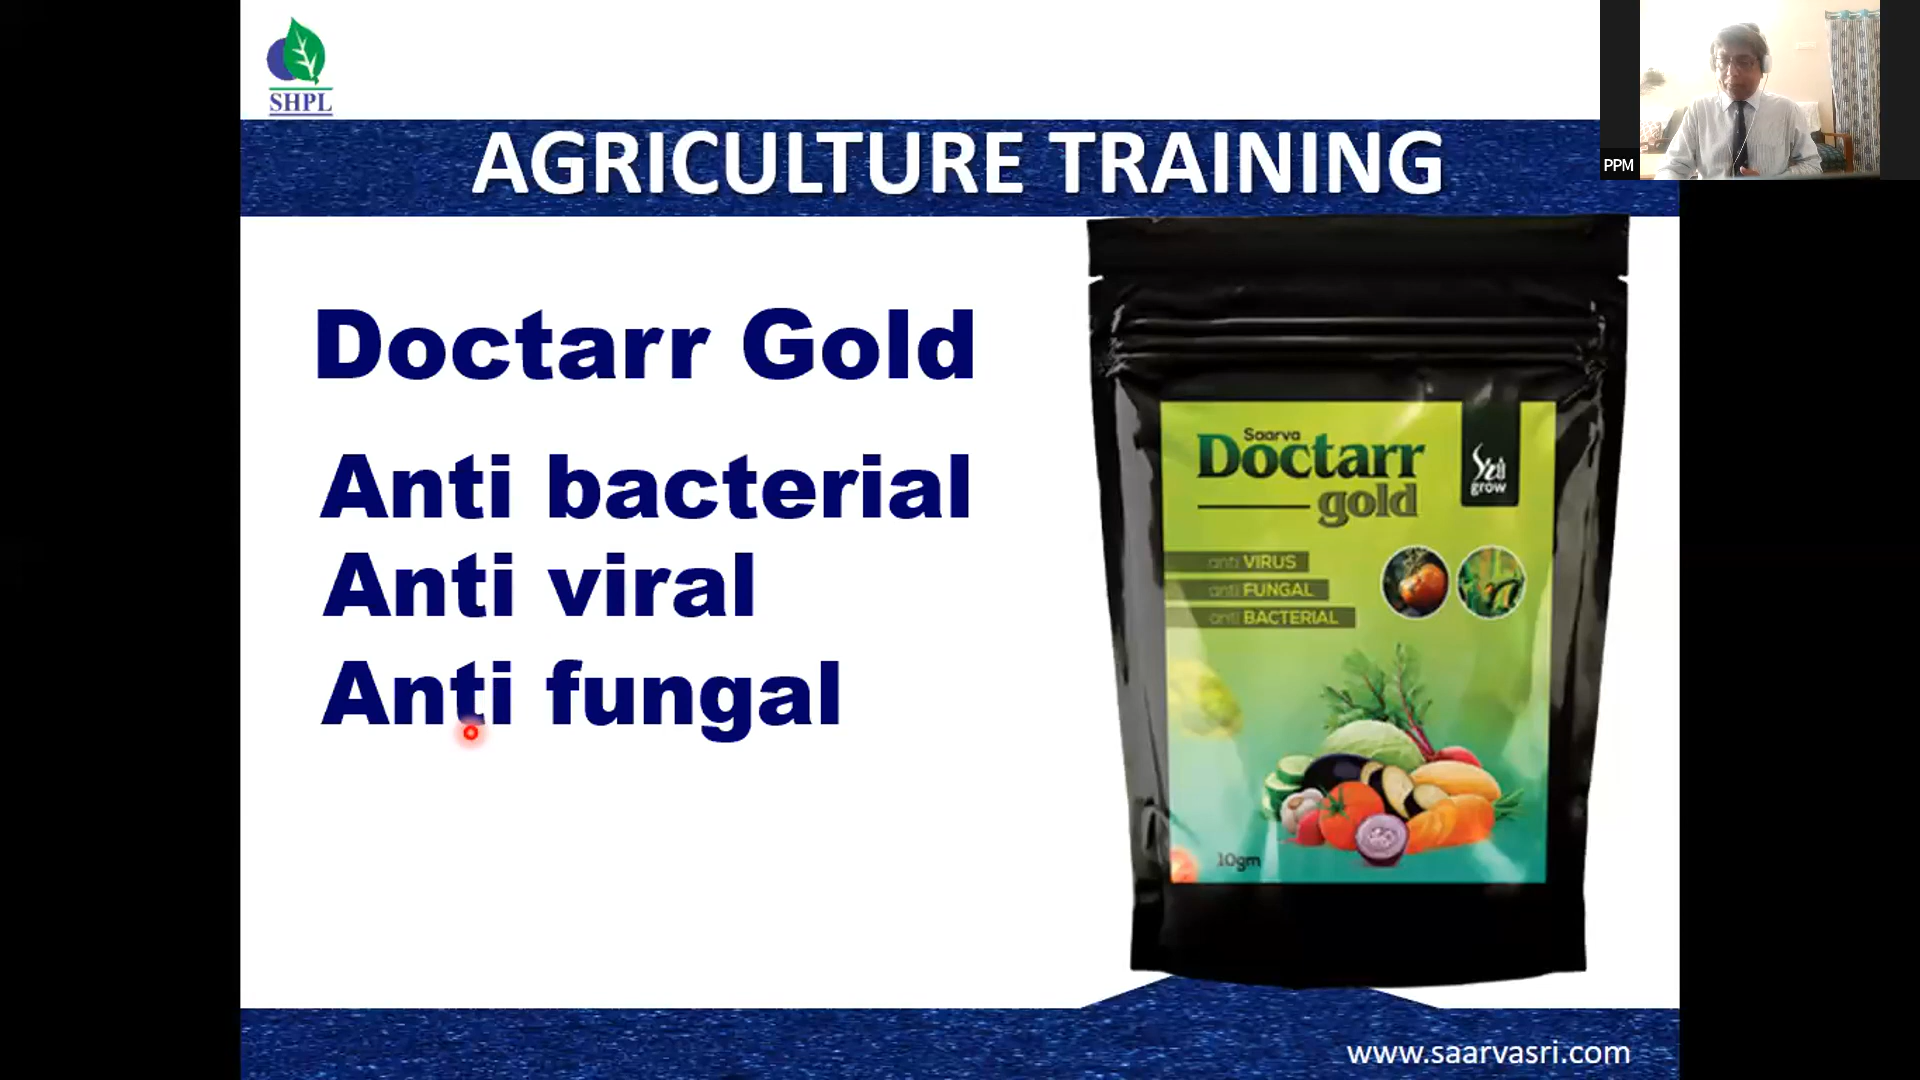 SHPL
AGRICULTURE TRAINING
PPM
Doctarr Gold
Anti bacterial
Anti viral
Anti fungal
Saarva
Doctarr
gold
Sri
grow
anti VIRUS
anti FUNGAL
anti BACTERIAL
10gm
www.saarvasri.com